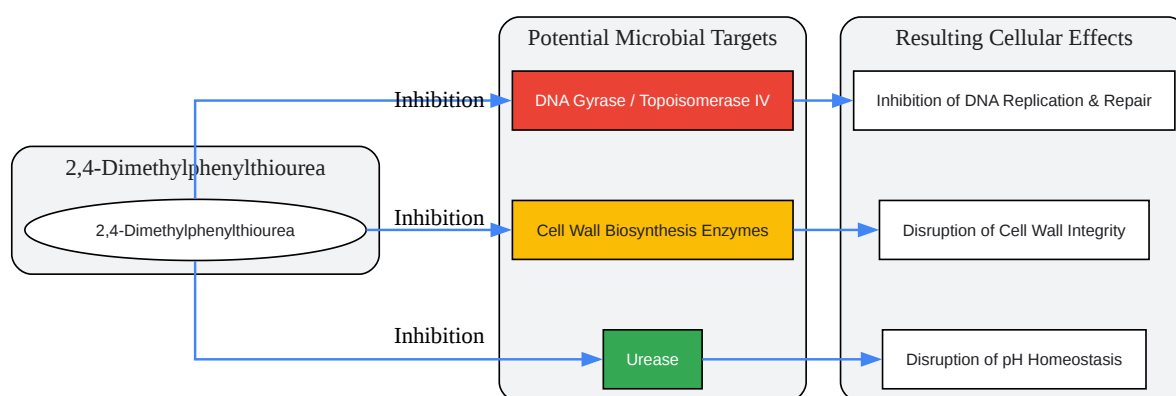 Potential Microbial Targets
Resulting Cellular Effects
Inhibition
DNA Gyrase / Topoisomerase IV
Inhibition of DNA Replication & Repair
2,4-Dimethylphenylthiourea
2,4-Dimethylphenylthiourea
Inhibition
Cell Wall Biosynthesis Enzymes
Disruption of Cell Wall Integrity
Inhibition
Urease
Disruption of pH Homeostasis